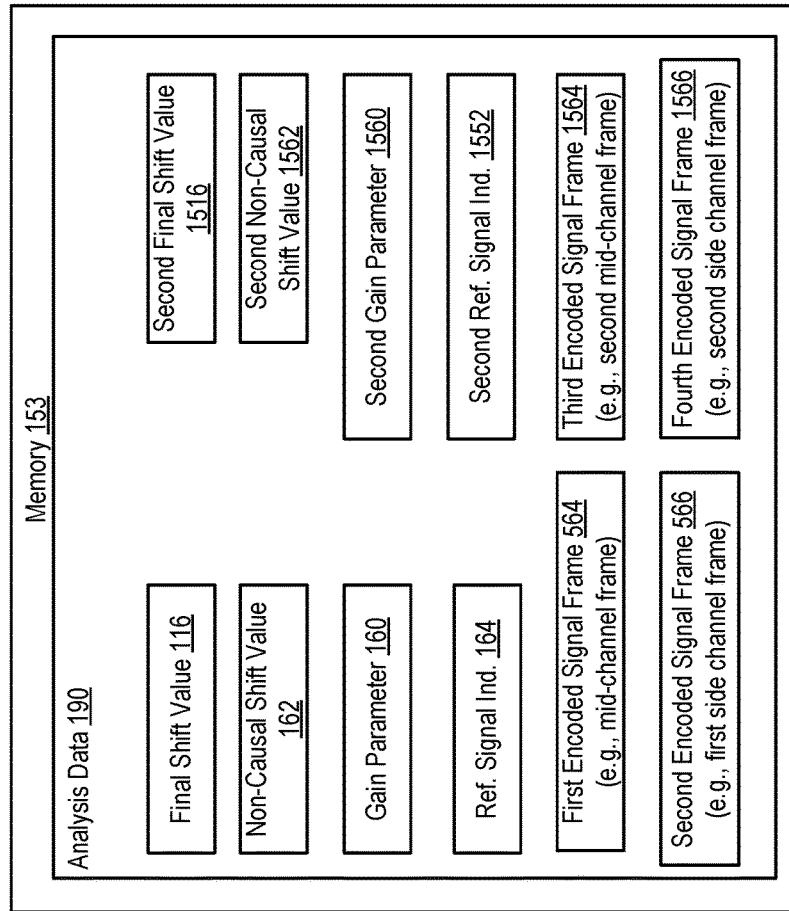 Memory 153
Analysis Data 190
Final Shift Value 116
Second Final Shift Value
1516
Non-Causal Shift Value
162
Second Non-Causal
Shift Value 1562
Gain Parameter 160
Second Gain Parameter 1560
Ref. Signal Ind. 164
Second Ref. Signal Ind. 1552
First Encoded Signal Frame 564
(e.g., mid-channel frame)
Third Encoded Signal Frame 1564
(e.g., second mid-channel frame)
Second Encoded Signal Frame 566
(e.g., first side channel frame)
Fourth Encoded Signal Frame 1566
(e.g., second side channel frame)